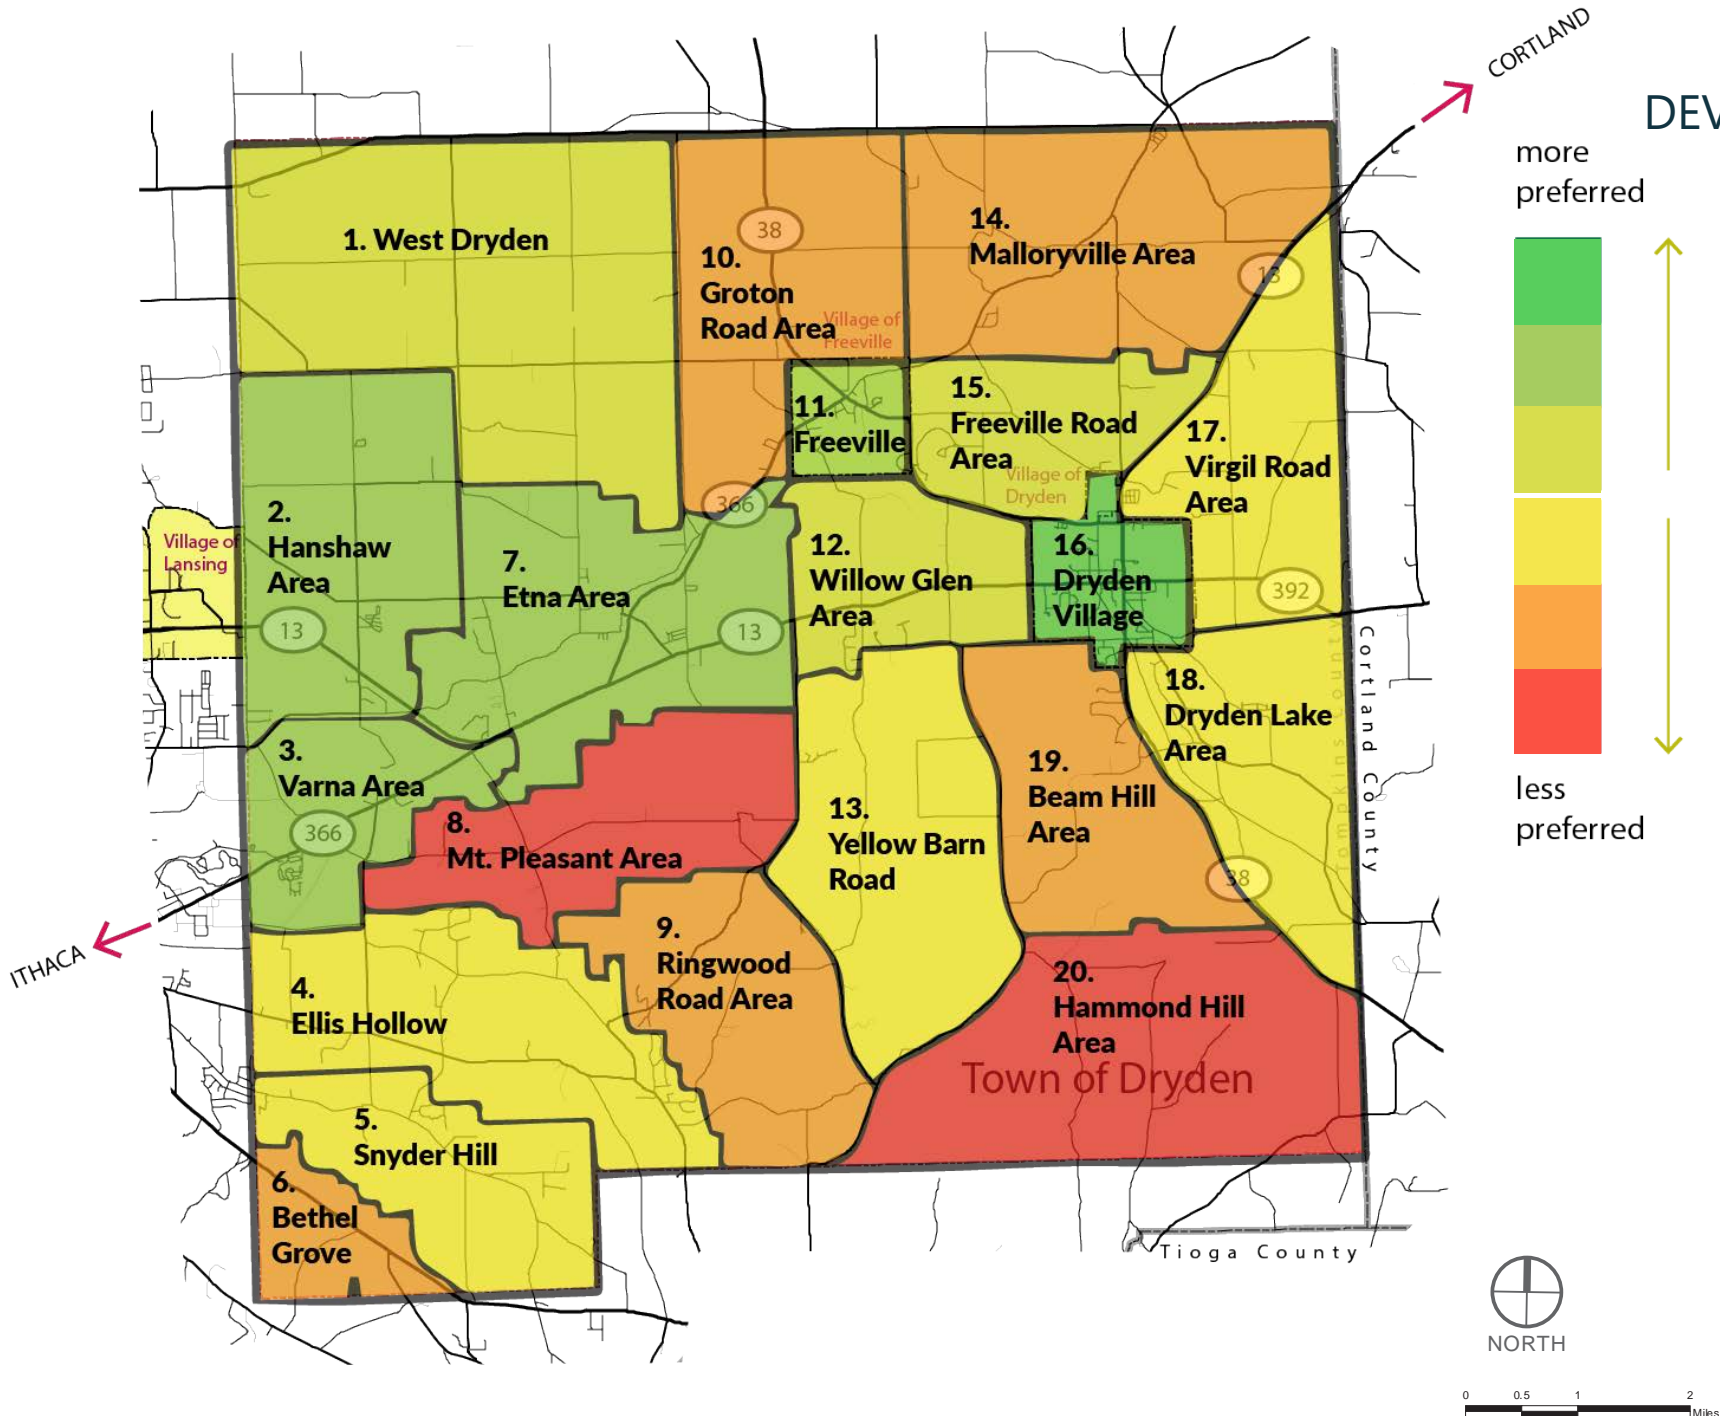 CORTLAND
DEV
more
preferred
less
preferred
1. West Dryden
38
10.
Groton
Road Area
Village of
Freeville
14.
Malloryville Area
13
11.
Freeville
15.
Freeville Road
Area
Village of
Dryden
17.
Virgil Road
Area
366
2.
Hanshaw
Area
Village of
Lansing
13
7.
Etna Area
13
12.
Willow Glen
Area
16.
Dryden
Village
392
Tompkins County
Cortland County
3.
Varna Area
366
8.
Mt. Pleasant Area
13.
Yellow Barn
Road
18.
Dryden Lake
Area
19.
Beam Hill
Area
38
ITHACA
9.
Ringwood
Road Area
4.
Ellis Hollow
20.
Hammond Hill
Area
Town of Dryden
5.
Snyder Hill
6.
Bethel
Grove
Tioga County
NORTH
0 0.5 1 2
Miles